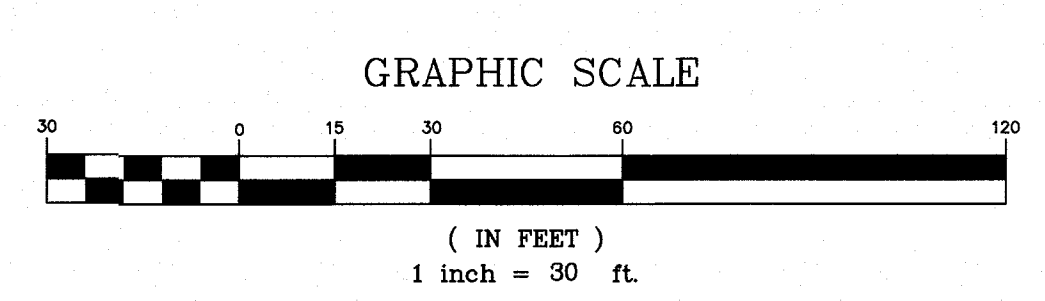 GRAPHIC SCALE
30 0 15 30 60 120
( IN FEET )
1 inch = 30 ft.